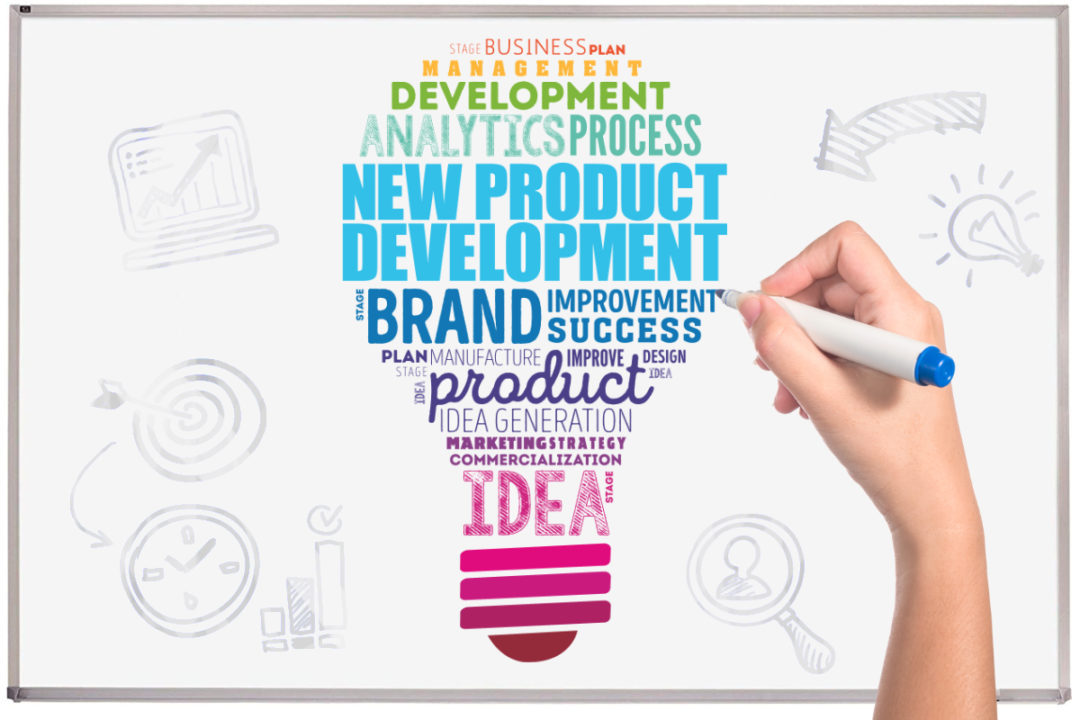 STAGE BUSINESS PLAN
MANAGEMENT
DEVELOPMENT
ANALYTICS PROCESS
NEW PRODUCT
DEVELOPMENT
STAGE BRAND IMPROVEMENT
SUCCESS
PLAN MANUFACTURE IMPROVE DESIGN
STAGE IDEA product IDEA
IDEA GENERATION
MARKETING STRATEGY
COMMERCIALIZATION
IDEA STAGE